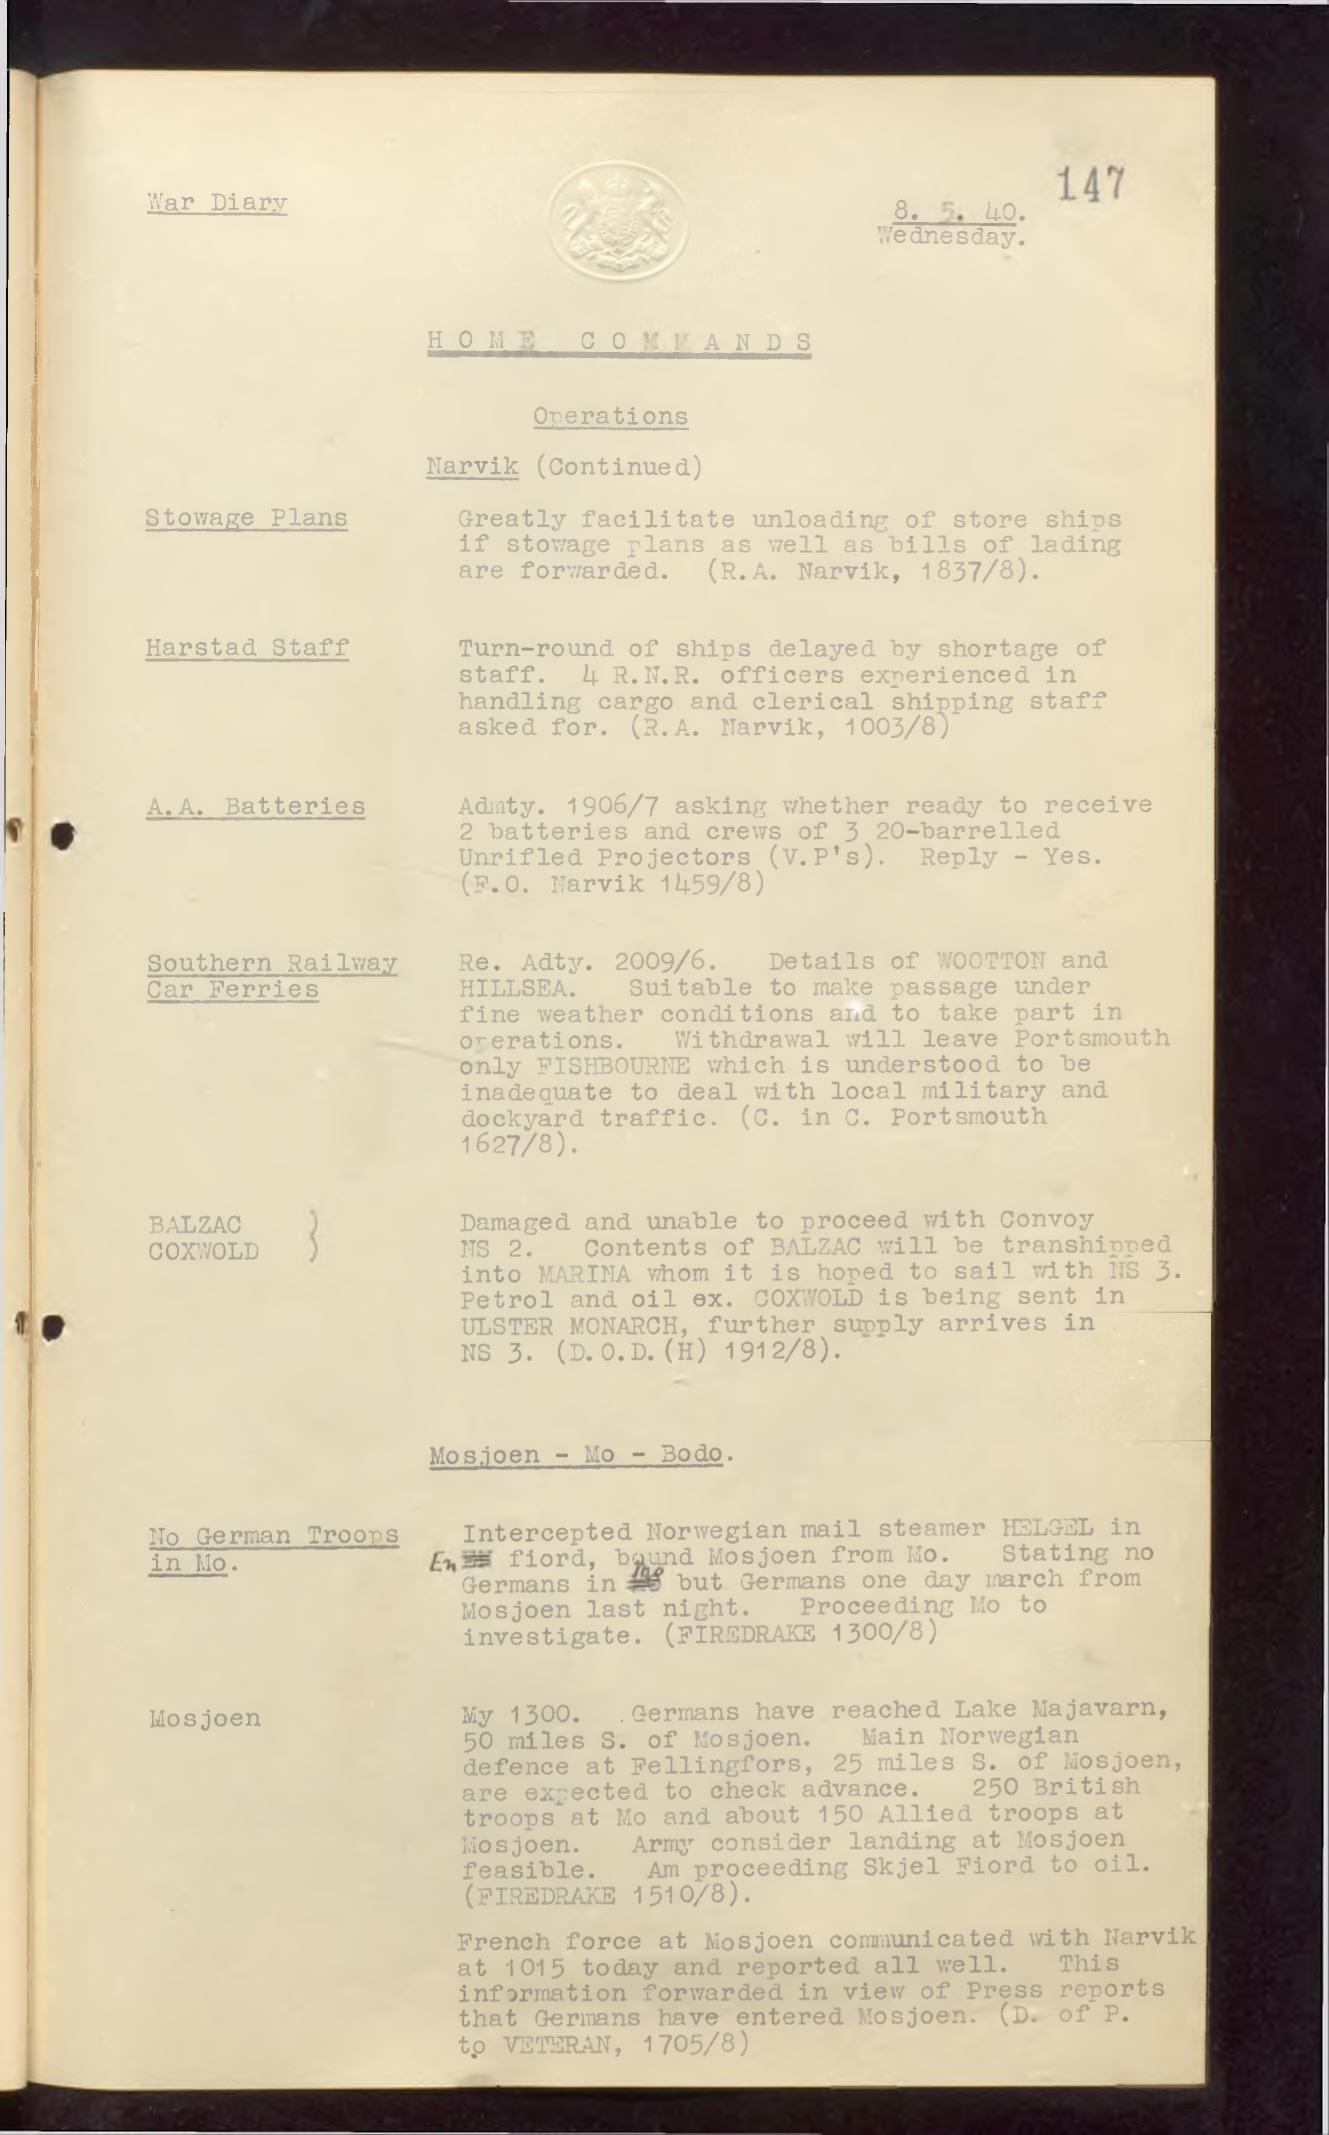 147
War Diary
8. 5. 40.
Wednesday.
HOME COMMANDS
Operations
Narvik (Continued)
Stowage Plans
Greatly facilitate unloading of store ships
if stowage plans as well as bills of lading
are forwarded. (R.A. Narvik, 1837/8).
Harstad Staff
Turn-round of ships delayed by shortage of
staff. 4 R.N.R. officers experienced in
handling cargo and clerical shipping staff
asked for. (R.A. Narvik, 1003/8)
A.A. Batteries
Admty. 1906/7 asking whether ready to receive
2 batteries and crews of 3 20-barrelled
Unrifled Projectors (V.P's). Reply - Yes.
(F.O. Narvik 1459/8)
Southern Railway
Car Ferries
Re. Adty. 2009/6. Details of WOOTTON and
HILLSEA. Suitable to make passage under
fine weather conditions and to take part in
operations. Withdrawal will leave Portsmouth
only FISHBOURNE which is understood to be
inadequate to deal with local military and
dockyard traffic. (C. in C. Portsmouth
1627/8).
BALZAC }
COXWOLD
Damaged and unable to proceed with Convoy
NS 2. Contents of BALZAC will be transhipped
into MARINA whom it is hoped to sail with NS 3.
Petrol and oil ex. COXWOLD is being sent in
ULSTER MONARCH, further supply arrives in
NS 3. (D.O.D.(H) 1912/8).
Mosjoen - Mo - Bodo.
No German Troops
in Mo.
Intercepted Norwegian mail steamer HELGEL in
En fiord, bound Mosjoen from Mo. Stating no
Germans in Mo but Germans one day march from
Mosjoen last night. Proceeding Mo to
investigate. (FIREDRAKE 1300/8)
Mosjoen
My 1300. .Germans have reached Lake Majavarn,
50 miles S. of Mosjoen. Main Norwegian
defence at Fellingfors, 25 miles S. of Mosjoen,
are expected to check advance. 250 British
troops at Mo and about 150 Allied troops at
Mosjoen. Army consider landing at Mosjoen
feasible. Am proceeding Skjel Fiord to oil.
(FIREDRAKE 1510/8).
French force at Mosjoen communicated with Narvik
at 1015 today and reported all well. This
information forwarded in view of Press reports
that Germans have entered Mosjoen. (D. of P.
to VETERAN, 1705/8)